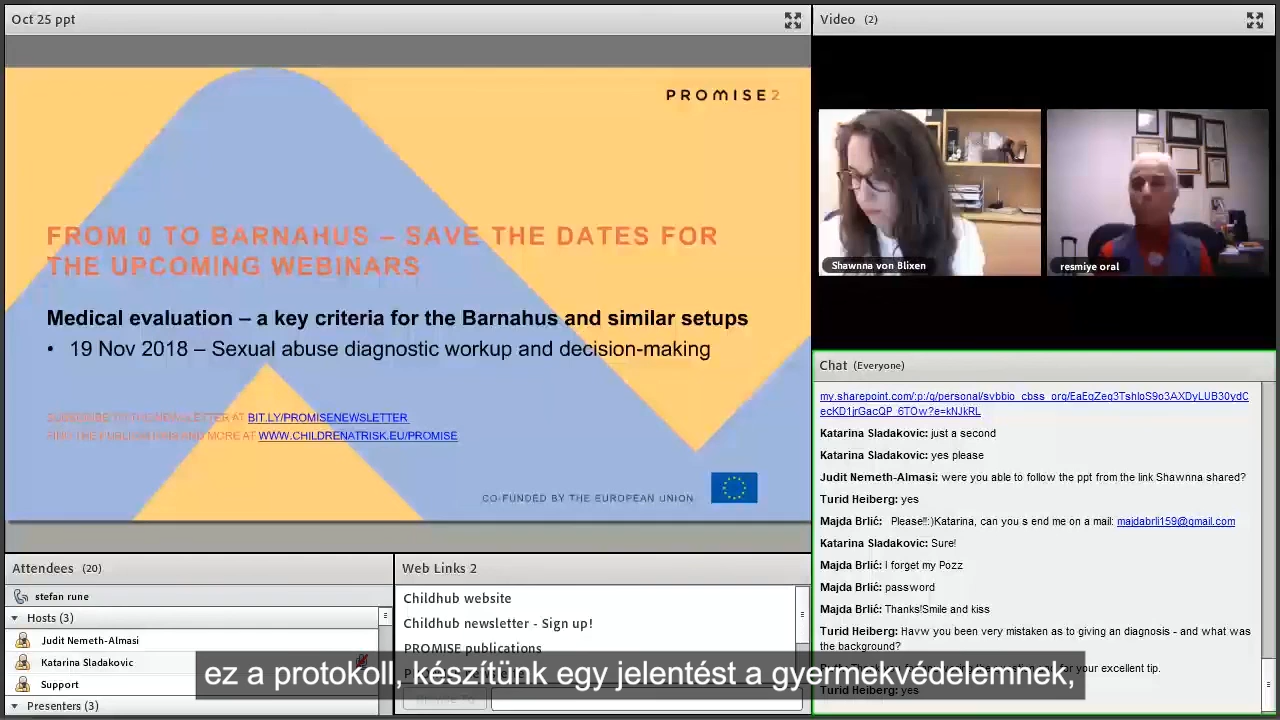 Oct 25 ppt
PROMISE2
FROM 0 TO BARNAHUS – SAVE THE DATES FOR
THE UPCOMING WEBINARS
Medical evaluation – a key criteria for the Barnahus and similar setups
• 19 Nov 2018 – Sexual abuse diagnostic workup and decision-making
NEWSLETTER AT BIT.LY/PROMISENEWSLETTER
MORE AT WWW.CHILDRENATRISK.EU/PROMISE
CO-FUNDED BY THE EUROPEAN UNION
Video (2)
Shawnna von Blixen
resmiye oral
Chat (Everyone)
Katarina Sladakovic: just a second
Katarina Sladakovic: yes please
Judit Nemeth-Almasi: were you able to follow the ppt from the link Shawnna shared?
Turid Heiberg: yes
Majda Brlić: Please!!:)Katarina, can you s end me on a mail: majdabrli159@gmail.com
Katarina Sladakovic: Sure!
Majda Brlić: I forget my Pozz
Majda Brlić: password
Majda Brlić: Thanks!Smile and kiss
Turid Heiberg: Havw you been very mistaken as to giving an diagnosis - and what was
the background?
your excellent tip.
Turid Heiberg: yes
Attendees (20)
stefan rune
Hosts (3)
Judit Nemeth-Almasi
Katarina Sladakovic
Support
Presenters (3)
Web Links 2
Childhub website
Childhub newsletter - Sign up!
PROMISE publications
ez a protokoll, készítünk egy jelentést a gyermekvédelemnek,